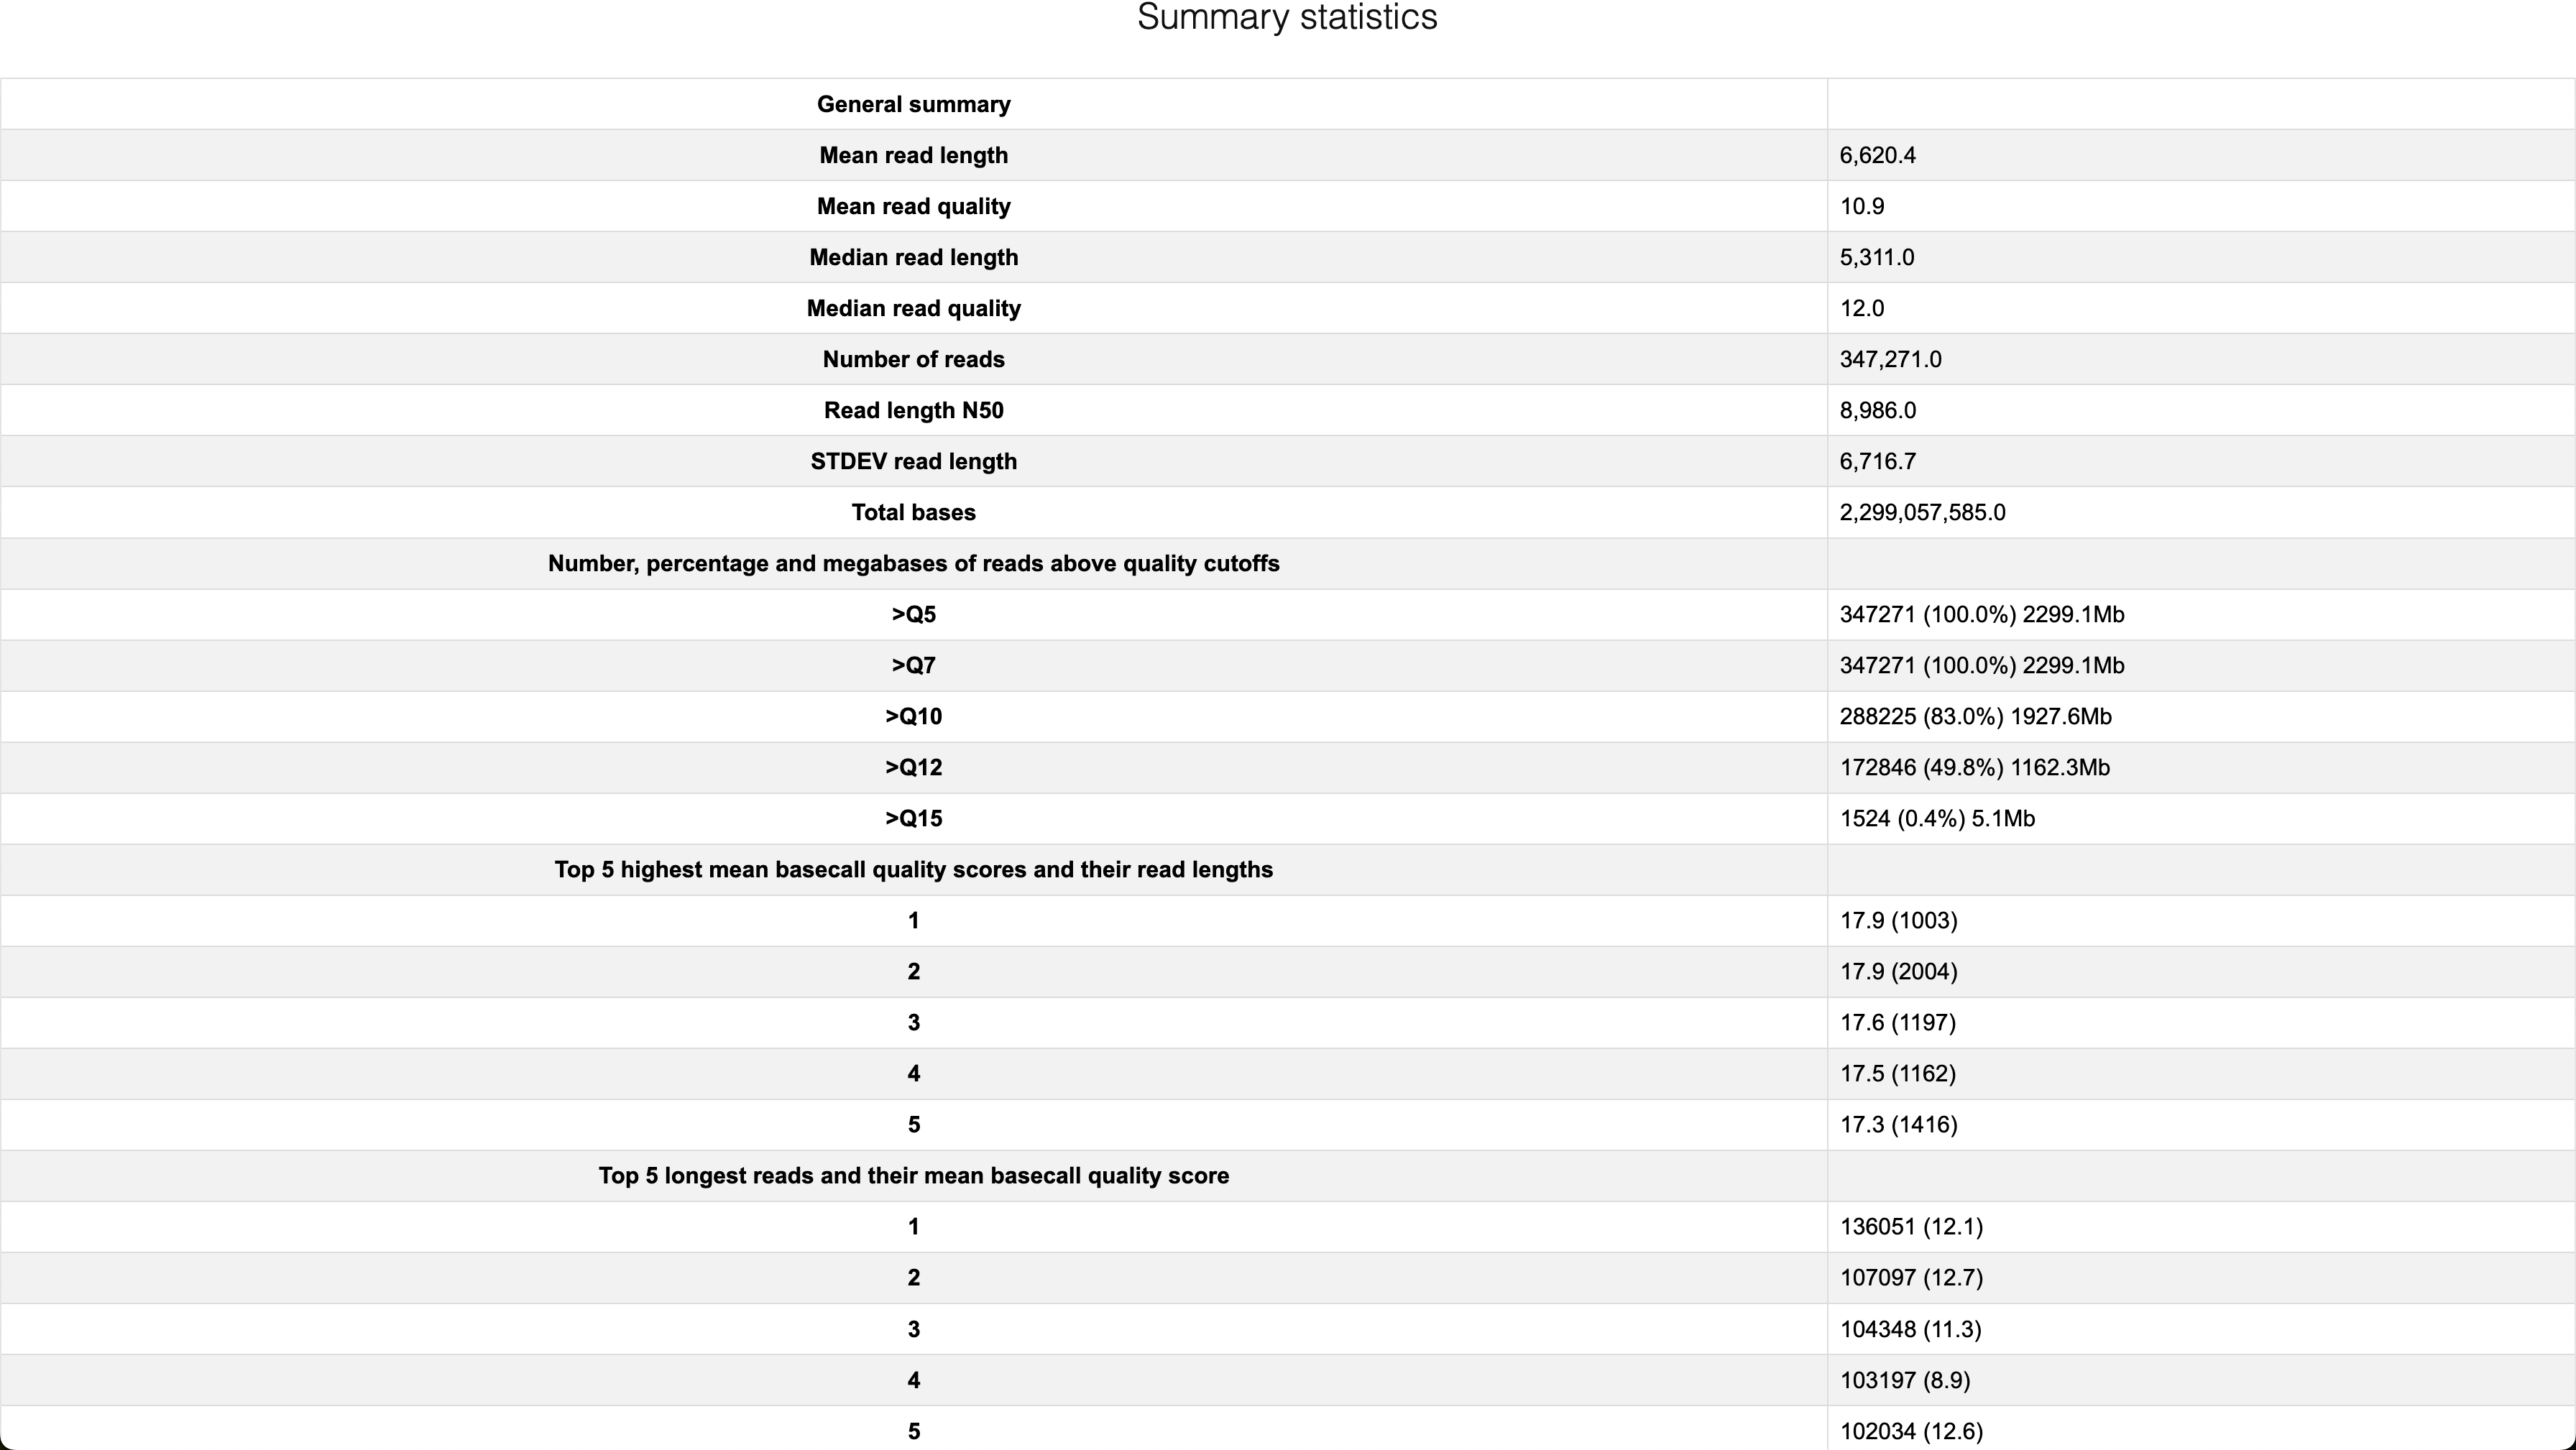 Summary statistics
General summary
Mean read length 6,620.4
Mean read quality 10.9
Median read length 5,311.0
Median read quality 12.0
Number of reads 347,271.0
Read length N50 8,986.0
STDEV read length 6,716.7
Total bases 2,299,057,585.0
Number, percentage and megabases of reads above quality cutoffs
>Q5 347271 (100.0%) 2299.1Mb
>Q7 347271 (100.0%) 2299.1Mb
>Q10 288225 (83.0%) 1927.6Mb
>Q12 172846 (49.8%) 1162.3Mb
>Q15 1524 (0.4%) 5.1Mb
Top 5 highest mean basecall quality scores and their read lengths
1 17.9 (1003)
2 17.9 (2004)
3 17.6 (1197)
4 17.5 (1162)
5 17.3 (1416)
Top 5 longest reads and their mean basecall quality score
1 136051 (12.1)
2 107097 (12.7)
3 104348 (11.3)
4 103197 (8.9)
5 102034 (12.6)